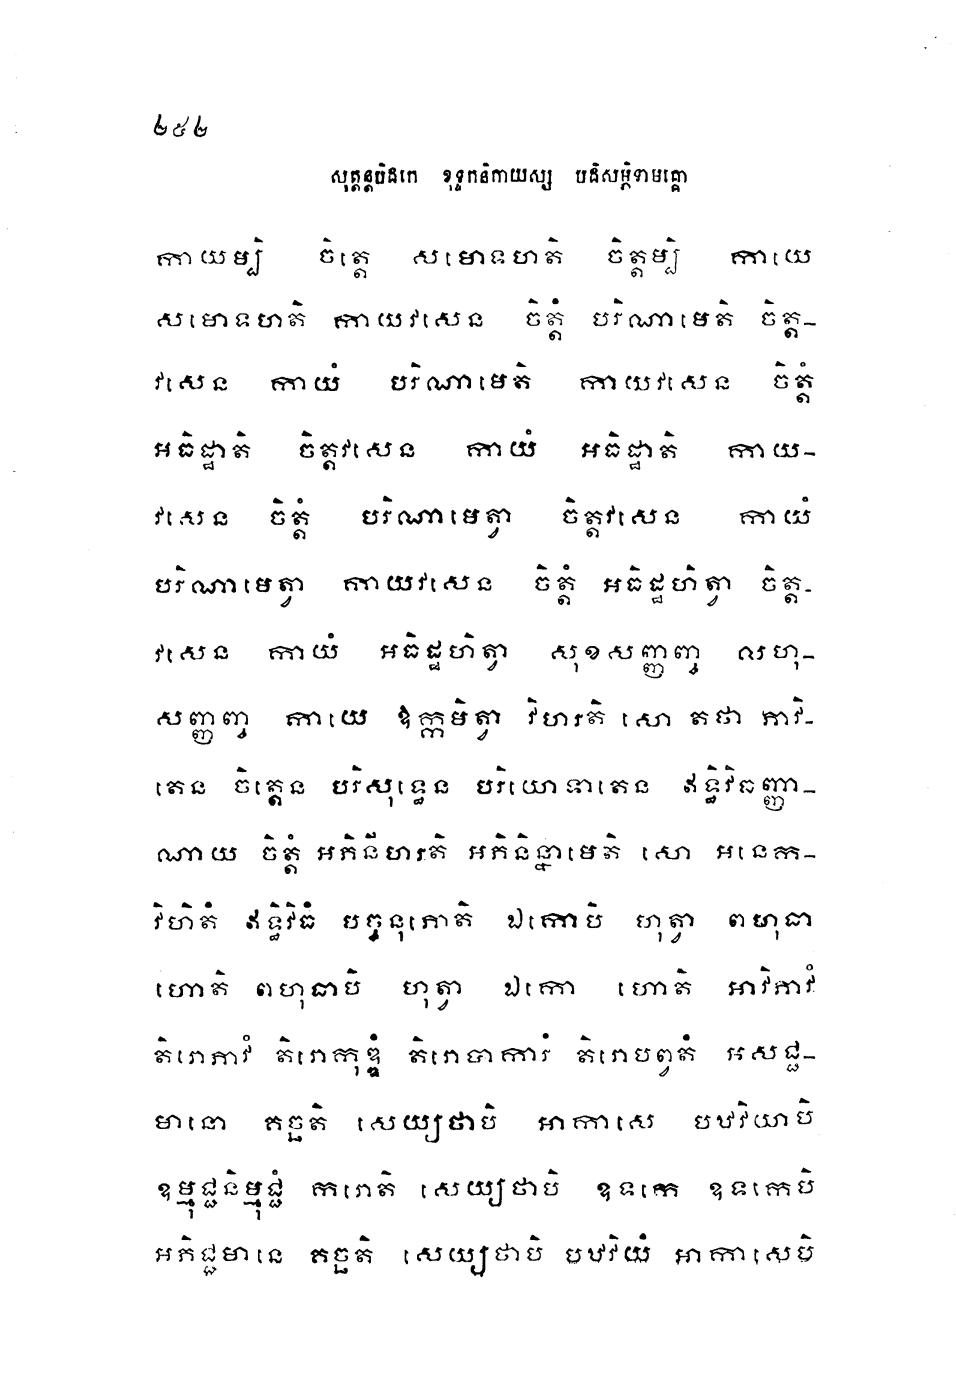 ២៥២
សុត្តន្តបិដកេ ខុទ្ទកនិកាយស្ស បដិសម្ភិទាមគ្គោ
កាយម្បិ ចិត្តេ សមោទហតិ ចិត្តម្បិ កាយេ
សមោទហតិ កាយវសេន ចិត្តំ បរិណាមេតិ ចិត្ត-
វសេន កាយំ បរិណាមេតិ កាយវសេន ចិត្តំ
អធិដ្ឋាតិ ចិត្តវសេន កាយំ អធិដ្ឋាតិ កាយ-
វសេន ចិត្តំ បរិណាមេត្វា ចិត្តវសេន កាយំ
បរិណាមេត្វា កាយវសេន ចិត្តំ អធិដ្ឋហិត្វា ចិត្ត-
វសេន កាយំ អធិដ្ឋហិត្វា សុខសញ្ញញ្ច លហុ-
សញ្ញញ្ច កាយេ ឱក្កមិត្វា វិហរតិ សោ តថា ភាវិ-
តេន ចិត្តេន បរិសុទ្ធេន បរិយោទាតេន ឥទ្ធិវិធញ្ញា-
ណាយ ចិត្តំ អភិនីហរតិ អភិនិន្នាមេតិ សោ អនេក-
វិហិតំ ឥទ្ធិវិធំ បច្ចនុភោតិ ឯកោបិ ហុត្វា ពហុធា
ហោតិ ពហុធាបិ ហុត្វា ឯកោ ហោតិ អាវិភាវំ
តិរោភាវំ តិរោកុឌ្ឌំ តិរោបាការំ តិរោបព្វតំ អសជ្ជ-
មានោ គច្ឆតិ សេយ្យថាបិ អាកាសេ បឋវិយាបិ
ឧម្មុជ្ជនិម្មុជ្ជំ ករោតិ សេយ្យថាបិ ឧទកេ ឧទកេបិ
អភិជ្ជមានេ គច្ឆតិ សេយ្យថាបិ បឋវិយំ អាកាសេបិ